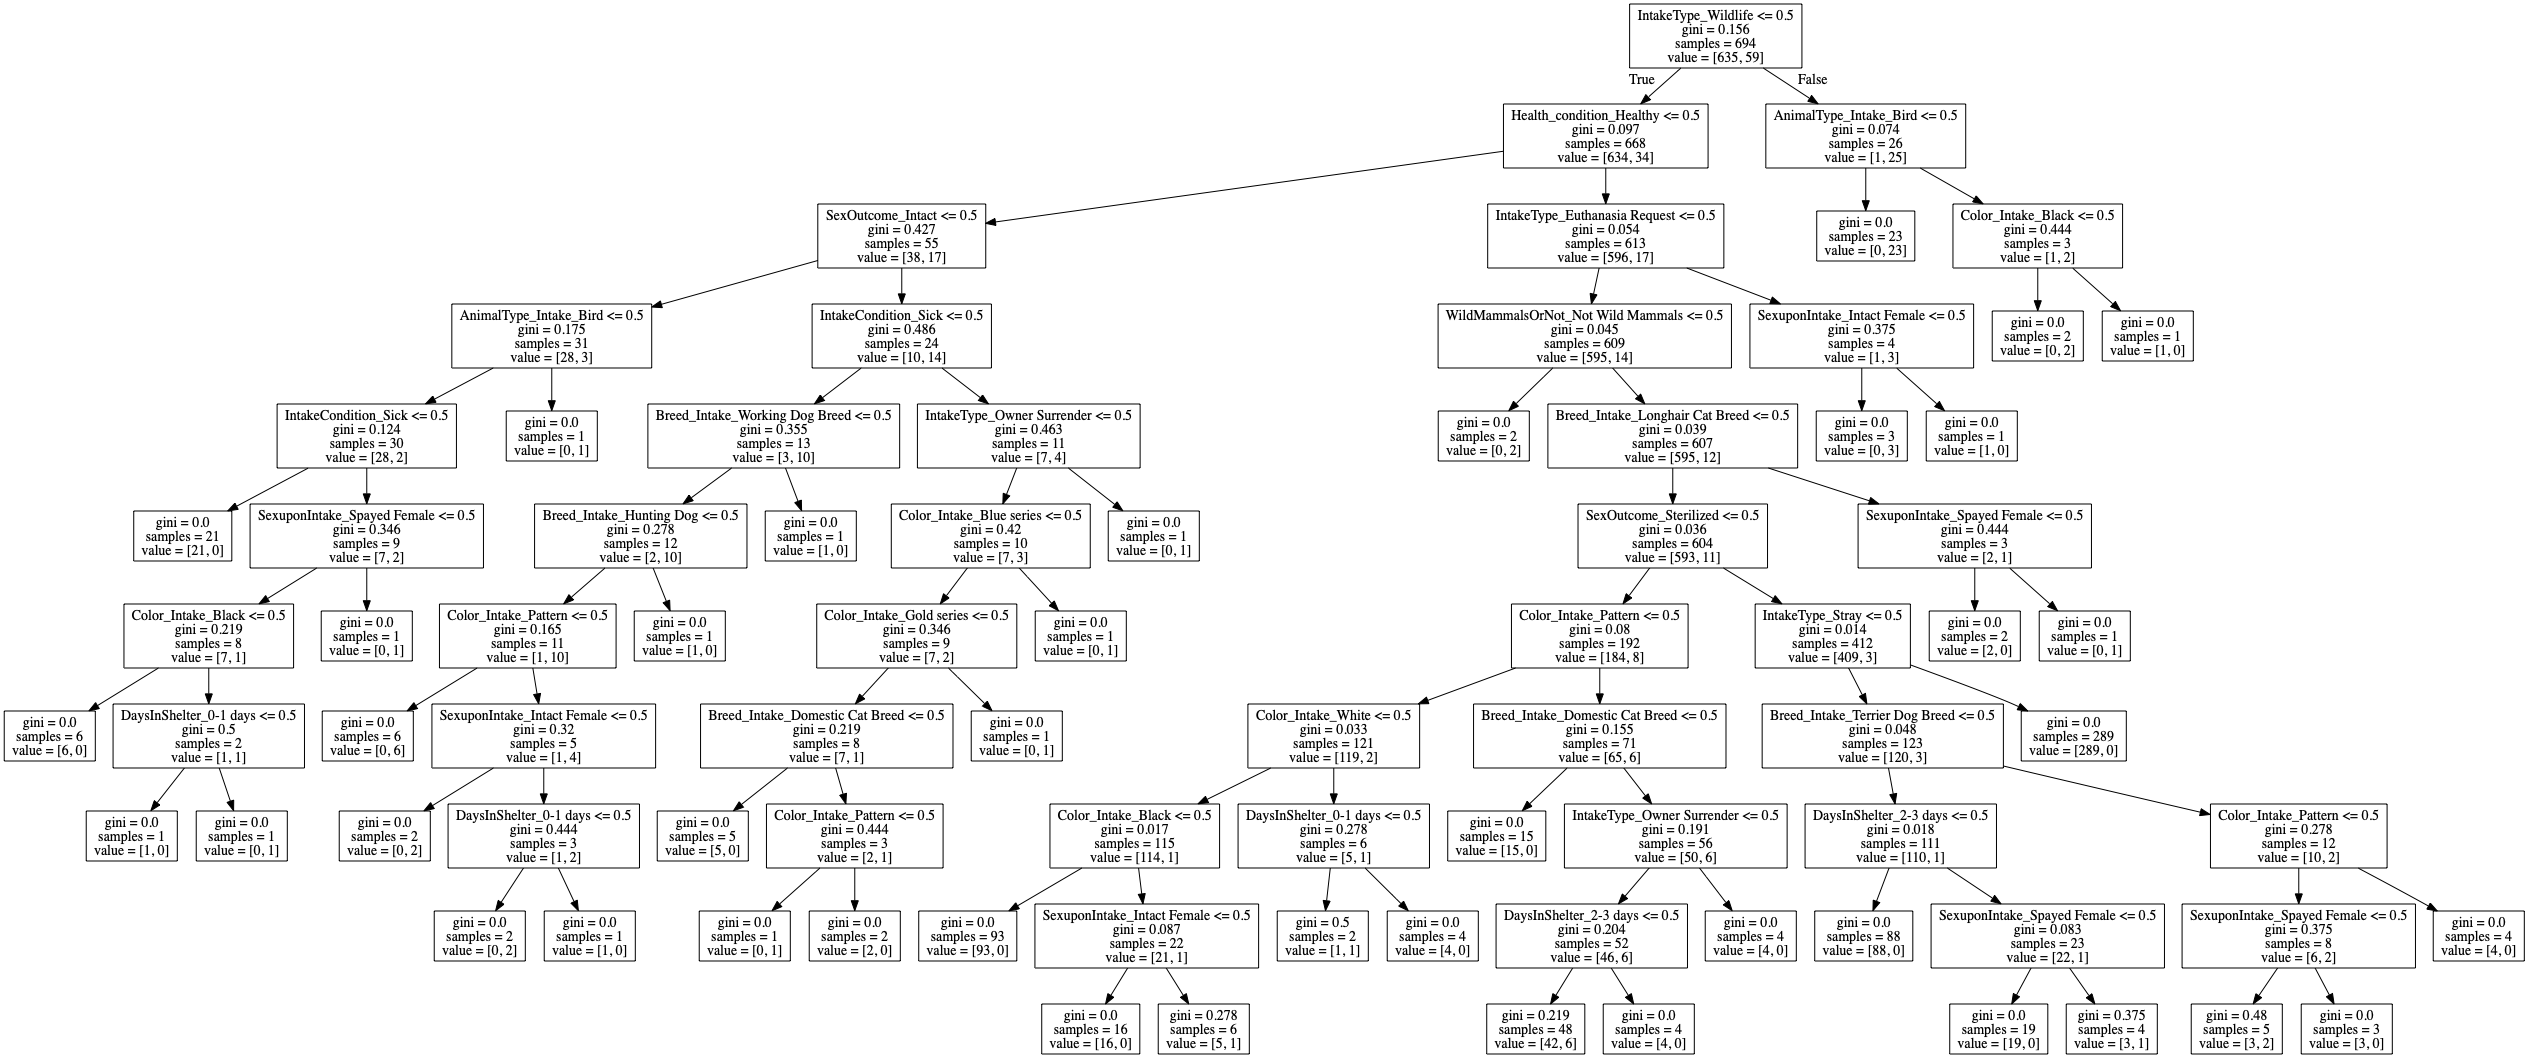 IntakeType_Wildlife <= 0.5
gini = 0.156
samples = 694
value = [635, 59]
True
False
Health_condition_Healthy <= 0.5
gini = 0.097
samples = 668
value = [634, 34]
AnimalType_Intake_Bird <= 0.5
gini = 0.074
samples = 26
value = [1, 25]
SexOutcome_Intact <= 0.5
gini = 0.427
samples = 55
value = [38, 17]
IntakeType_Euthanasia Request <= 0.5
gini = 0.054
samples = 613
value = [596, 17]
gini = 0.0
samples = 23
value = [0, 23]
Color_Intake_Black <= 0.5
gini = 0.444
samples = 3
value = [1, 2]
AnimalType_Intake_Bird <= 0.5
gini = 0.175
samples = 31
value = [28, 3]
IntakeCondition_Sick <= 0.5
gini = 0.486
samples = 24
value = [10, 14]
WildMammalsOrNot_Not Wild Mammals <= 0.5
gini = 0.045
samples = 609
value = [595, 14]
SexuponIntake_Intact Female <= 0.5
gini = 0.375
samples = 4
value = [1, 3]
gini = 0.0
samples = 2
value = [0, 2]
gini = 0.0
samples = 1
value = [1, 0]
IntakeCondition_Sick <= 0.5
gini = 0.124
samples = 30
value = [28, 2]
gini = 0.0
samples = 1
value = [0, 1]
Breed_Intake_Working Dog Breed <= 0.5
gini = 0.355
samples = 13
value = [3, 10]
IntakeType_Owner Surrender <= 0.5
gini = 0.463
samples = 11
value = [7, 4]
gini = 0.0
samples = 2
value = [0, 2]
Breed_Intake_Longhair Cat Breed <= 0.5
gini = 0.039
samples = 607
value = [595, 12]
gini = 0.0
samples = 3
value = [0, 3]
gini = 0.0
samples = 1
value = [1, 0]
gini = 0.0
samples = 21
value = [21, 0]
SexuponIntake_Spayed Female <= 0.5
gini = 0.346
samples = 9
value = [7, 2]
Breed_Intake_Hunting Dog <= 0.5
gini = 0.278
samples = 12
value = [2, 10]
gini = 0.0
samples = 1
value = [1, 0]
Color_Intake_Blue series <= 0.5
gini = 0.42
samples = 10
value = [7, 3]
gini = 0.0
samples = 1
value = [0, 1]
SexOutcome_Sterilized <= 0.5
gini = 0.036
samples = 604
value = [593, 11]
SexuponIntake_Spayed Female <= 0.5
gini = 0.444
samples = 3
value = [2, 1]
Color_Intake_Black <= 0.5
gini = 0.219
samples = 8
value = [7, 1]
gini = 0.0
samples = 1
value = [0, 1]
Color_Intake_Pattern <= 0.5
gini = 0.165
samples = 11
value = [1, 10]
gini = 0.0
samples = 1
value = [1, 0]
Color_Intake_Gold series <= 0.5
gini = 0.346
samples = 9
value = [7, 2]
gini = 0.0
samples = 1
value = [0, 1]
Color_Intake_Pattern <= 0.5
gini = 0.08
samples = 192
value = [184, 8]
IntakeType_Stray <= 0.5
gini = 0.014
samples = 412
value = [409, 3]
gini = 0.0
samples = 2
value = [2, 0]
gini = 0.0
samples = 1
value = [0, 1]
gini = 0.0
samples = 6
value = [6, 0]
DaysInShelter_0-1 days <= 0.5
gini = 0.5
samples = 2
value = [1, 1]
gini = 0.0
samples = 6
value = [0, 6]
SexuponIntake_Intact Female <= 0.5
gini = 0.32
samples = 5
value = [1, 4]
Breed_Intake_Domestic Cat Breed <= 0.5
gini = 0.219
samples = 8
value = [7, 1]
gini = 0.0
samples = 1
value = [0, 1]
Color_Intake_White <= 0.5
gini = 0.033
samples = 121
value = [119, 2]
Breed_Intake_Domestic Cat Breed <= 0.5
gini = 0.155
samples = 71
value = [65, 6]
Breed_Intake_Terrier Dog Breed <= 0.5
gini = 0.048
samples = 123
value = [120, 3]
gini = 0.0
samples = 289
value = [289, 0]
gini = 0.0
samples = 1
value = [1, 0]
gini = 0.0
samples = 1
value = [0, 1]
gini = 0.0
samples = 2
value = [0, 2]
DaysInShelter_0-1 days <= 0.5
gini = 0.444
samples = 3
value = [1, 2]
gini = 0.0
samples = 5
value = [5, 0]
Color_Intake_Pattern <= 0.5
gini = 0.444
samples = 3
value = [2, 1]
Color_Intake_Black <= 0.5
gini = 0.017
samples = 115
value = [114, 1]
DaysInShelter_0-1 days <= 0.5
gini = 0.278
samples = 6
value = [5, 1]
gini = 0.0
samples = 15
value = [15, 0]
IntakeType_Owner Surrender <= 0.5
gini = 0.191
samples = 56
value = [50, 6]
DaysInShelter_2-3 days <= 0.5
gini = 0.018
samples = 111
value = [110, 1]
Color_Intake_Pattern <= 0.5
gini = 0.278
samples = 12
value = [10, 2]
gini = 0.0
samples = 2
value = [0, 2]
gini = 0.0
samples = 1
value = [1, 0]
gini = 0.0
samples = 1
value = [0, 1]
gini = 0.0
samples = 2
value = [2, 0]
gini = 0.0
samples = 93
value = [93, 0]
SexuponIntake_Intact Female <= 0.5
gini = 0.087
samples = 22
value = [21, 1]
gini = 0.5
samples = 2
value = [1, 1]
gini = 0.0
samples = 4
value = [4, 0]
DaysInShelter_2-3 days <= 0.5
gini = 0.204
samples = 52
value = [46, 6]
gini = 0.0
samples = 4
value = [4, 0]
gini = 0.0
samples = 88
value = [88, 0]
SexuponIntake_Spayed Female <= 0.5
gini = 0.083
samples = 23
value = [22, 1]
SexuponIntake_Spayed Female <= 0.5
gini = 0.375
samples = 8
value = [6, 2]
gini = 0.0
samples = 4
value = [4, 0]
gini = 0.0
samples = 16
value = [16, 0]
gini = 0.278
samples = 6
value = [5, 1]
gini = 0.219
samples = 48
value = [42, 6]
gini = 0.0
samples = 4
value = [4, 0]
gini = 0.0
samples = 19
value = [19, 0]
gini = 0.375
samples = 4
value = [3, 1]
gini = 0.48
samples = 5
value = [3, 2]
gini = 0.0
samples = 3
value = [3, 0]